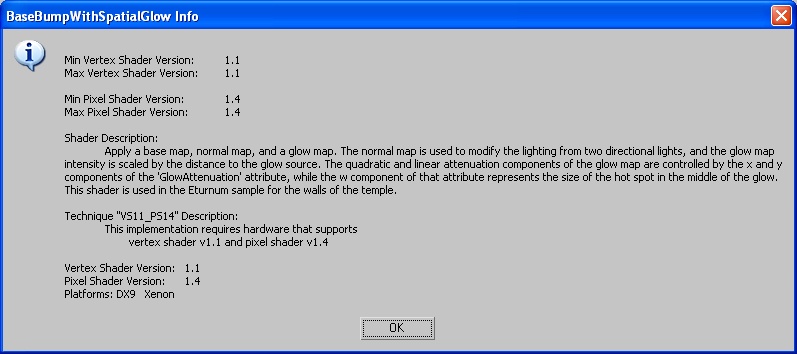 BaseBumpWithSpatialGlow Info
Min Vertex Shader Version: 1.1
Max Vertex Shader Version: 1.1
Min Pixel Shader Version: 1.4
Max Pixel Shader Version: 1.4
Shader Description:
Apply a base map, normal map, and a glow map. The normal map is used to modify the lighting from two directional lights, and the glow map
intensity is scaled by the distance to the glow source. The quadratic and linear attenuation components of the glow map are controlled by the x and y
components of the 'GlowAttenuation' attribute, while the w component of that attribute represents the size of the hot spot in the middle of the glow.
This shader is used in the Eturnum sample for the walls of the temple.
Technique "VS11_PS14" Description:
This implementation requires hardware that supports
vertex shader v1.1 and pixel shader v1.4
Vertex Shader Version: 1.1
Pixel Shader Version: 1.4
Platforms: DX9 Xenon
OK